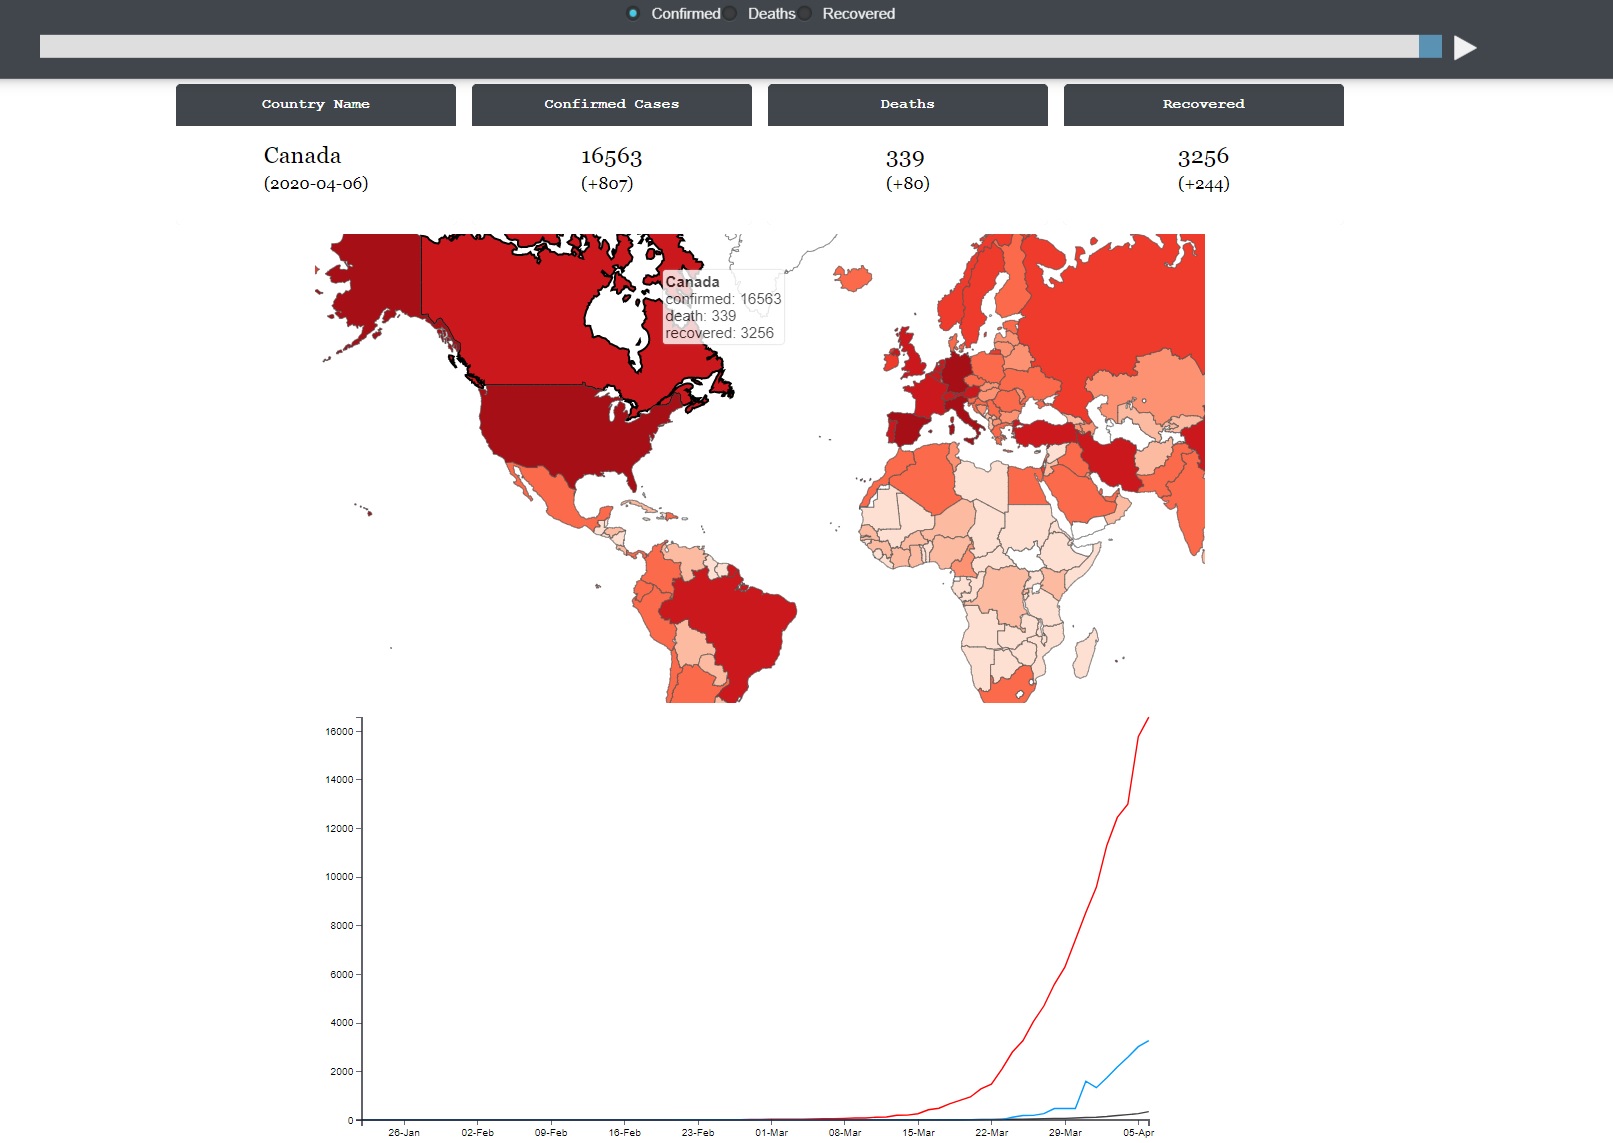 Confirmed Deaths Recovered
Country Name Confirmed Cases Deaths Recovered
Canada 16563 339 3256
(2020-04-06) (+807) (+80) (+244)
Canada
confirmed: 16563
death: 339
recovered: 3256
16000
14000
12000
10000
8000
6000
4000
2000
0
26-Jan 02-Feb 09-Feb 16-Feb 23-Feb 01-Mar 08-Mar 15-Mar 22-Mar 29-Mar 05-Apr